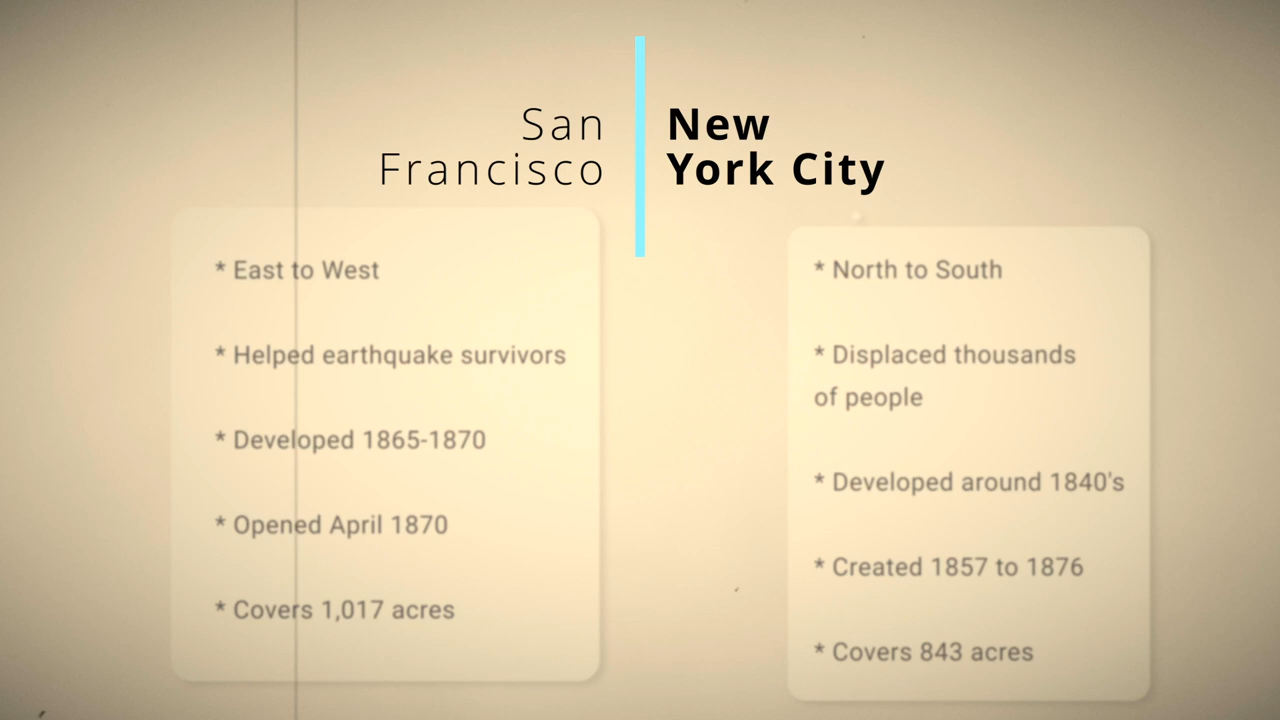 San
Francisco
New
York City
* East to West
* Helped earthquake survivors
* Developed 1865-1870
* Opened April 1870
* Covers 1,017 acres
* North to South
* Displaced thousands
of people
* Developed around 1840's
* Created 1857 to 1876
* Covers 843 acres